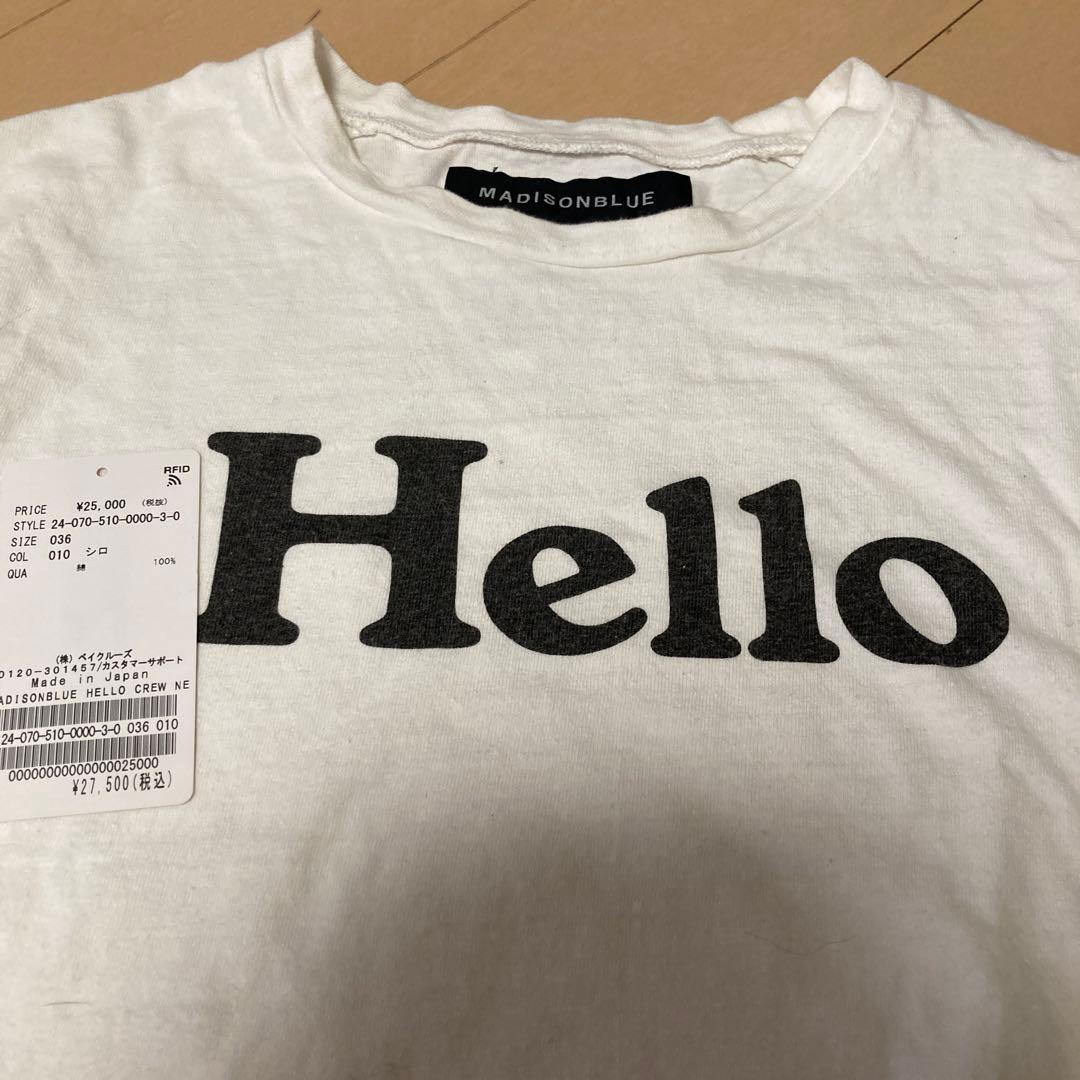 MADISONBLUE
Hello
RFID
PRICE ¥25,000 (税抜)
STYLE 24-070-510-0000-3-0
SIZE 036
COL 010 シロ
QUA 綿 100%
(株) ベイクルーズ
0120-301457/カスタマーサポート
Made in Japan
ADISONBLUE HELLO CREW NE
24-070-510-0000-3-0 036 010
00000000000000025000
¥27,500(税込)